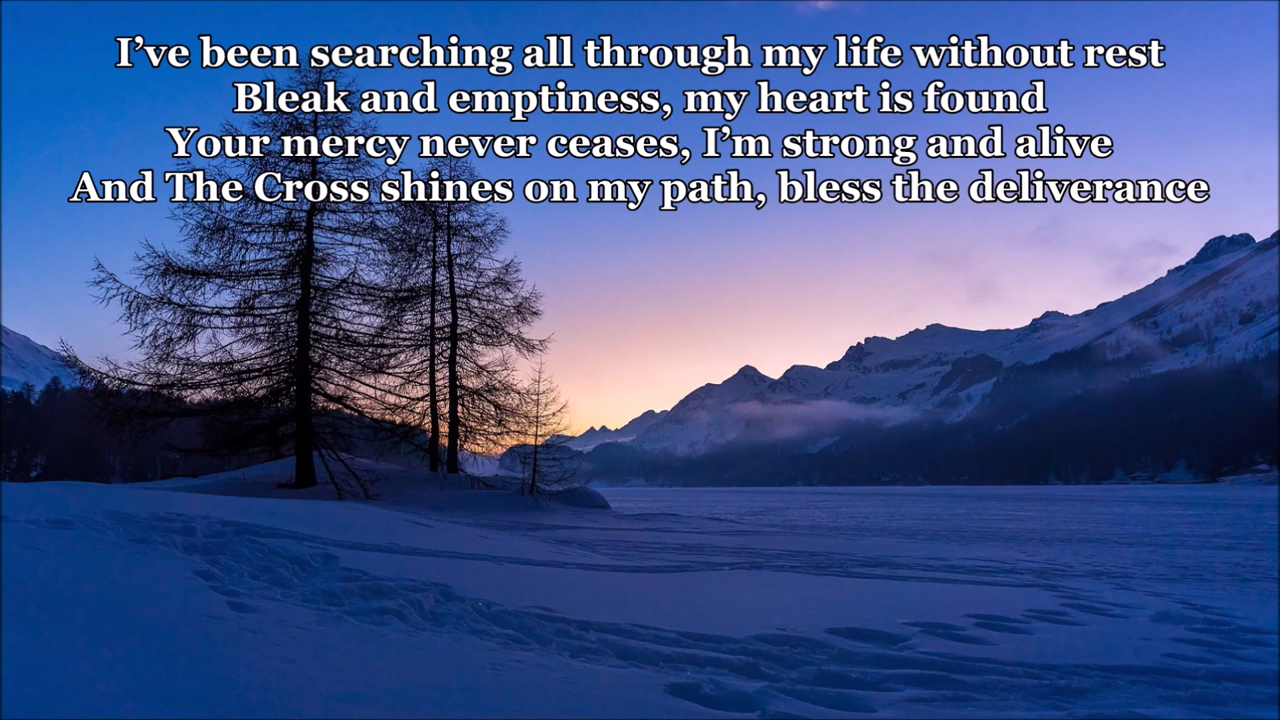 I’ve been searching all through my life without rest
Bleak and emptiness, my heart is found
Your mercy never ceases, I’m strong and alive
And The Cross shines on my path, bless the deliverance